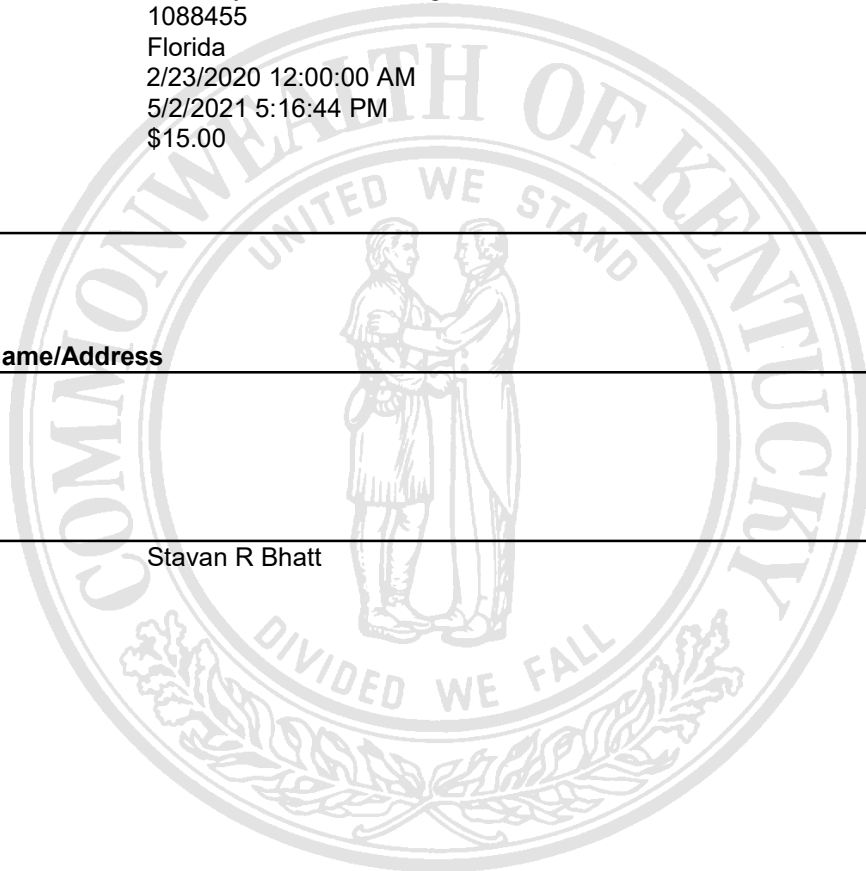 1088455
Florida
2/23/2020 12:00:00 AM
5/2/2021 5:16:44 PM
$15.00
COMMONWEALTH OF KENTUCKY
UNITED WE STAND
ame/Address
Stavan R Bhatt
DIVIDED WE FALL